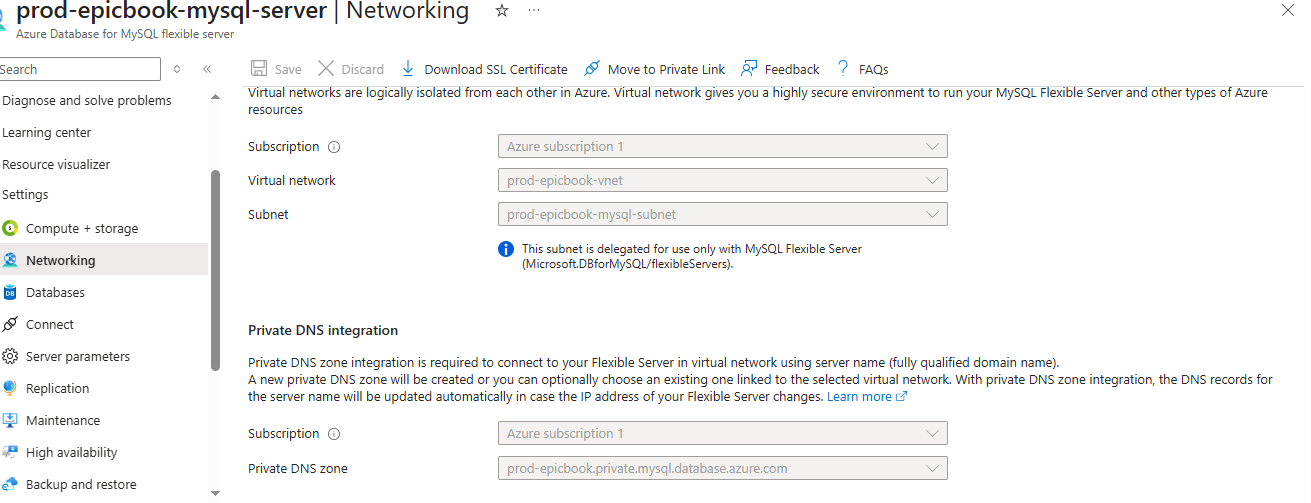 prod-epicbook-mysql-server | Networking
Azure Database for MySQL flexible server
Search
Save
Discard
Download SSL Certificate
Move to Private Link
Feedback
FAQs
Diagnose and solve problems
Learning center
Resource visualizer
Settings
Compute + storage
Networking
Databases
Connect
Server parameters
Replication
Maintenance
High availability
Backup and restore
Virtual networks are logically isolated from each other in Azure. Virtual network gives you a highly secure environment to run your MySQL Flexible Server and other types of Azure
resources
Subscription
Azure subscription 1
Virtual network
prod-epicbook-vnet
Subnet
prod-epicbook-mysql-subnet
This subnet is delegated for use only with MySQL Flexible Server
(Microsoft.DBforMySQL/flexibleServers).
Private DNS integration
Private DNS zone integration is required to connect to your Flexible Server in virtual network using server name (fully qualified domain name).
A new private DNS zone will be created or you can optionally choose an existing one linked to the selected virtual network. With private DNS zone integration, the DNS records for
the server name will be updated automatically in case the IP address of your Flexible Server changes. Learn more
Subscription
Azure subscription 1
Private DNS zone
prod-epicbook.private.mysql.database.azure.com